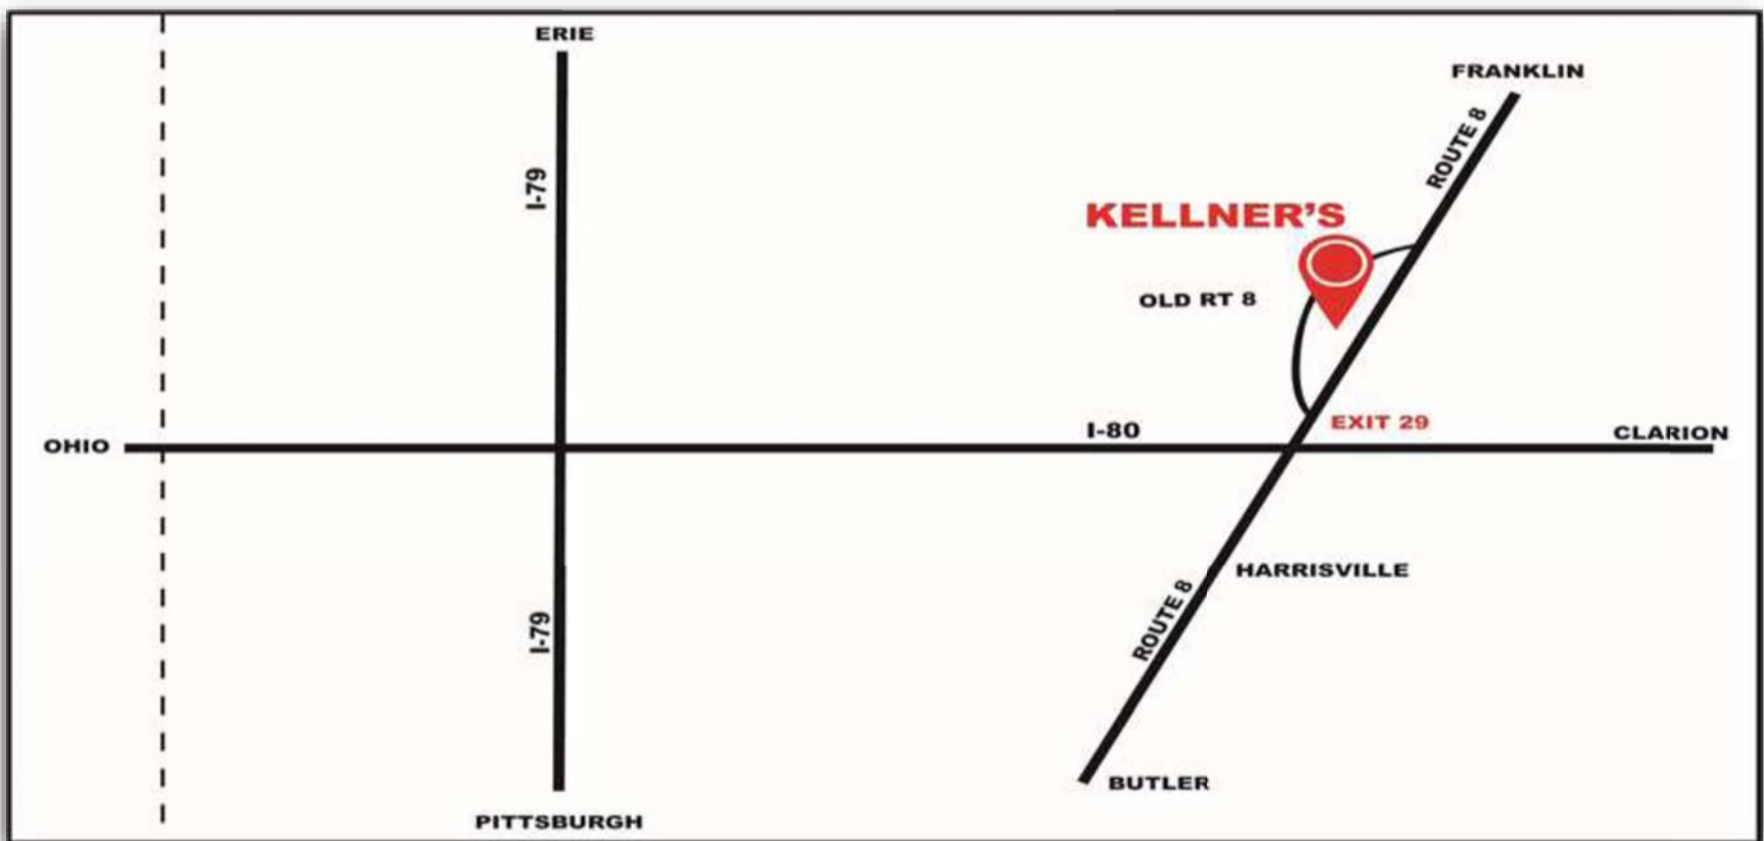 ERIE
FRANKLIN
ROUTE 8
I-79
KELLNER'S
OLD RT 8
EXIT 29
I-80
CLARION
OHIO
HARRISVILLE
ROUTE 8
I-79
BUTLER
PITTSBURGH